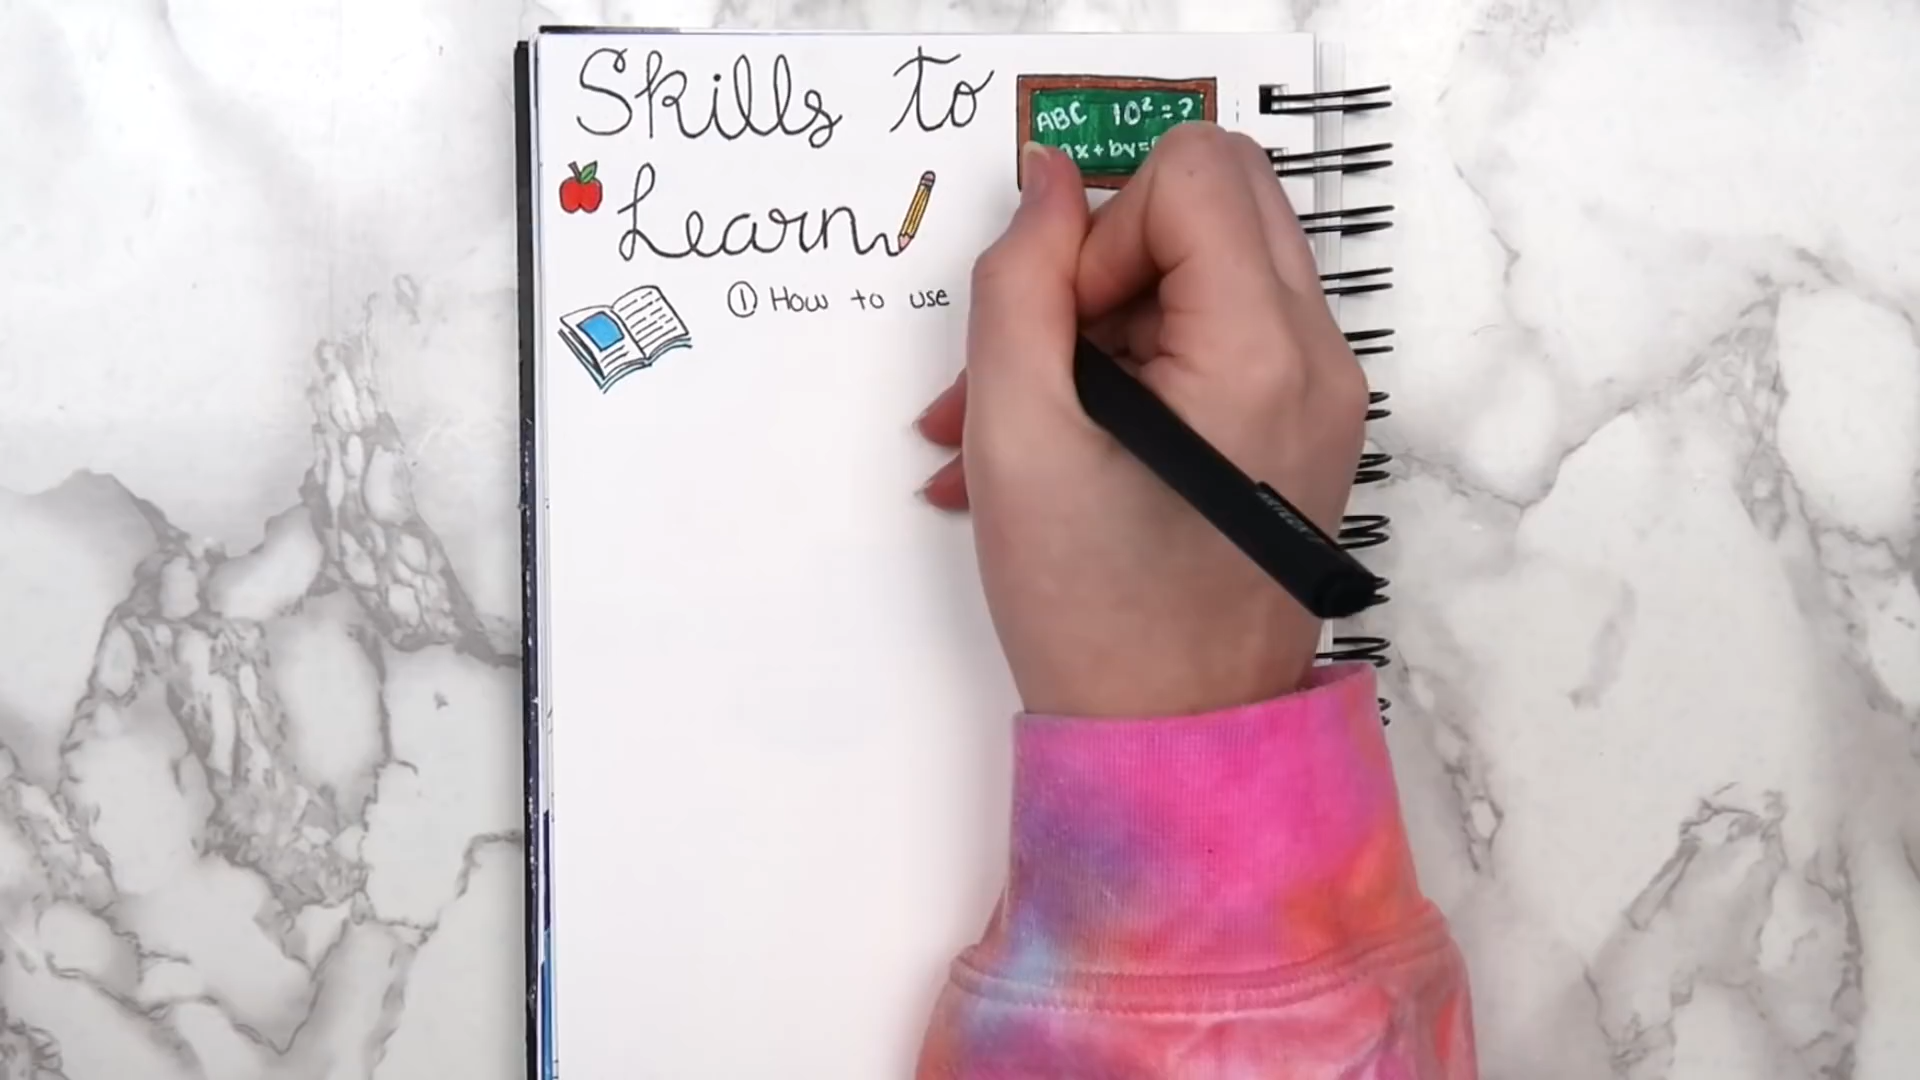 Skills to
Learn
ABC 10² = ?
① How to use